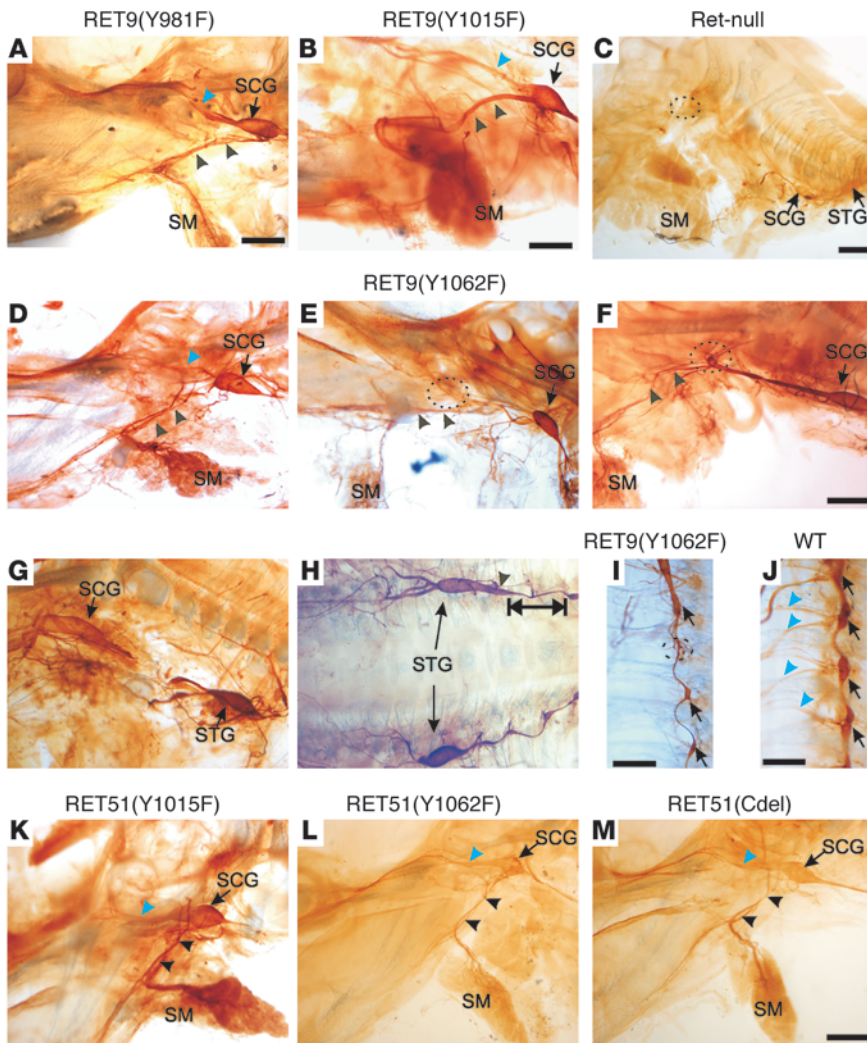 RET9(Y981F) RET9(Y1015F) Ret-null
A SCG SM
B SCG SM
C SM SCG STG
RET9(Y1062F)
D SCG SM
E SCG SM
F SCG SM
RET9(Y1062F) WT
G SCG STG
H STG
I
J
RET51(Y1015F) RET51(Y1062F) RET51(Cdel)
K SCG SM
L SCG SM
M SCG SM